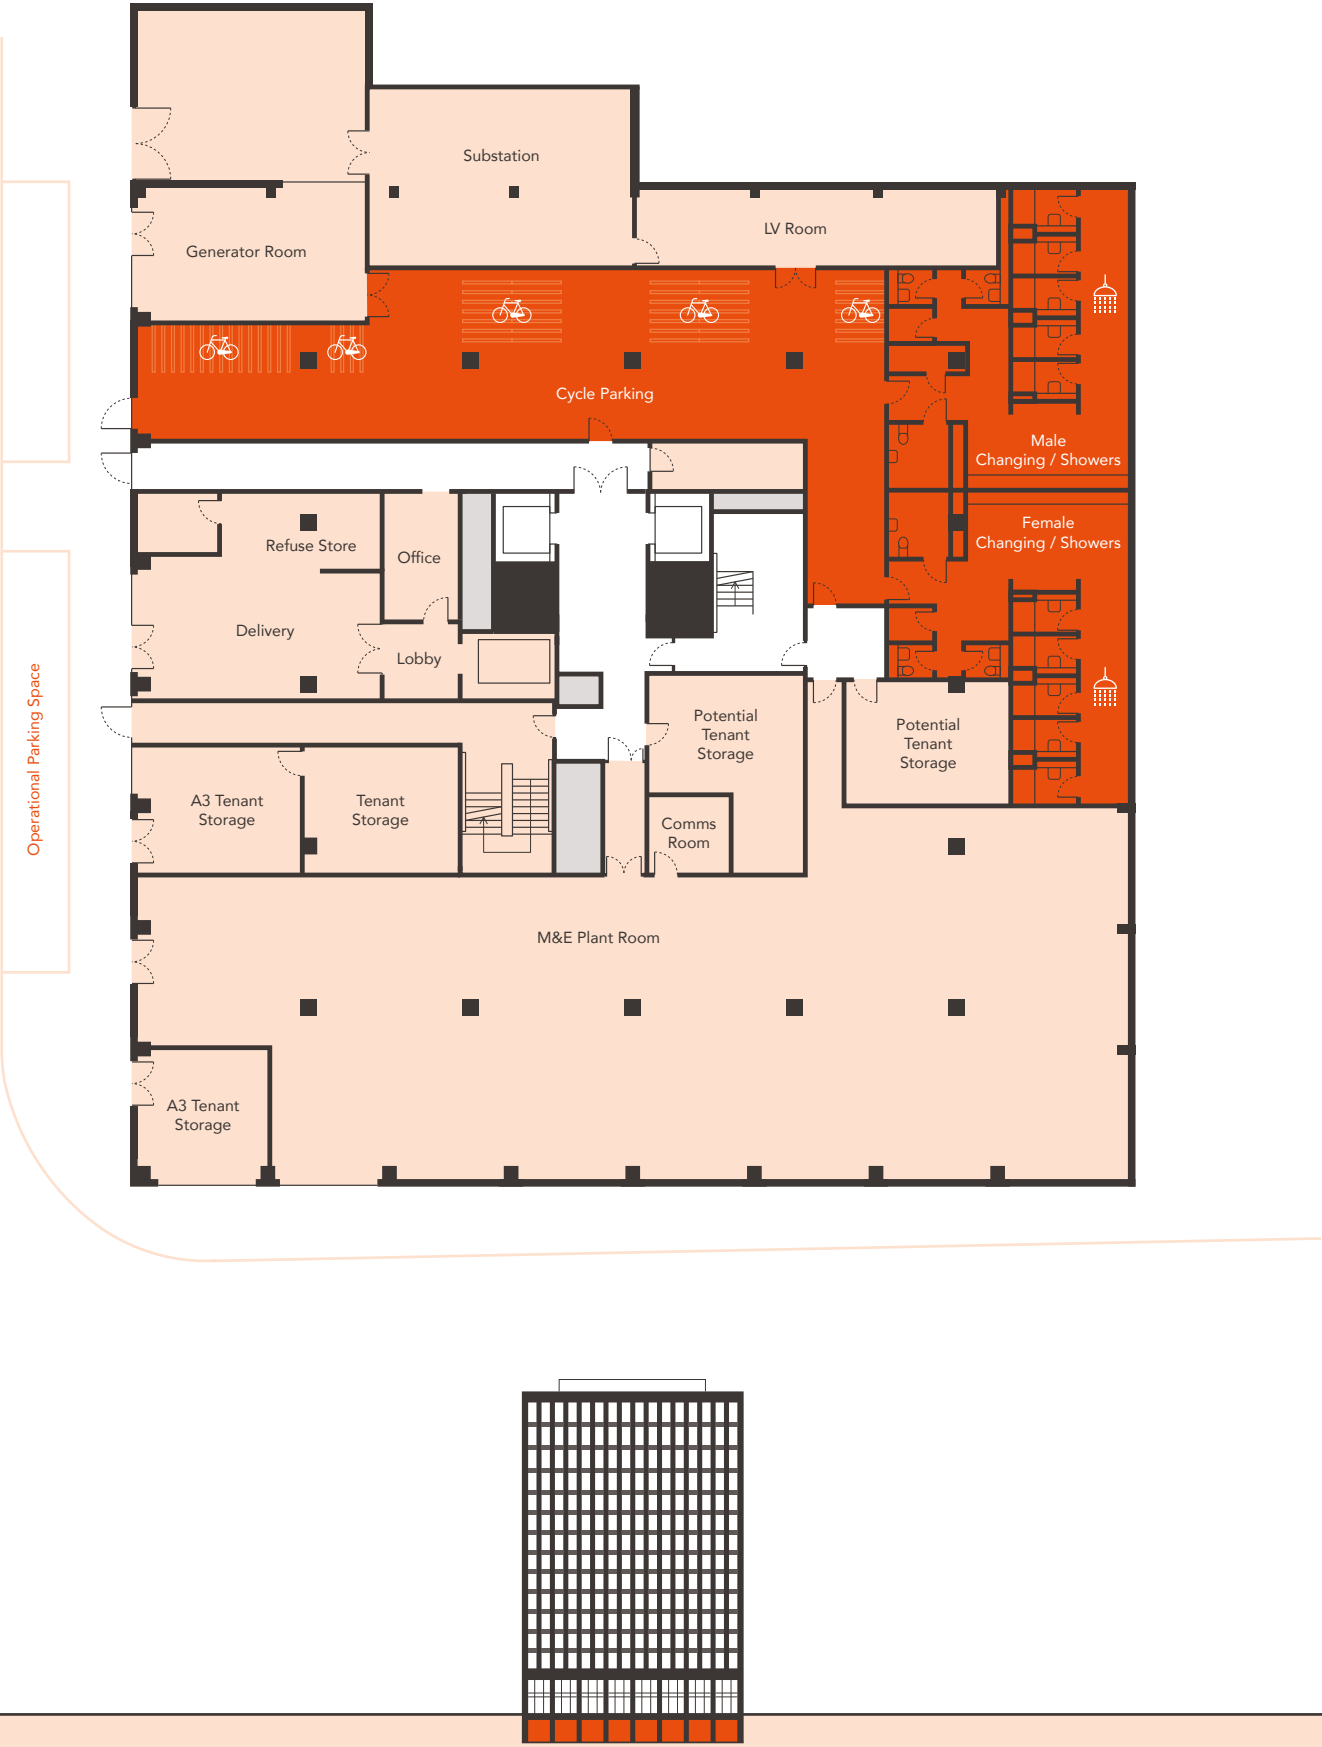 Substation
LV Room
Generator Room
Cycle Parking
Male
Changing / Showers
Female
Changing / Showers
Refuse Store
Office
Delivery
Lobby
Operational Parking Space
Potential
Tenant
Storage
Potential
Tenant
Storage
A3 Tenant
Storage
Tenant
Storage
Comms
Room
M&E Plant Room
A3 Tenant
Storage